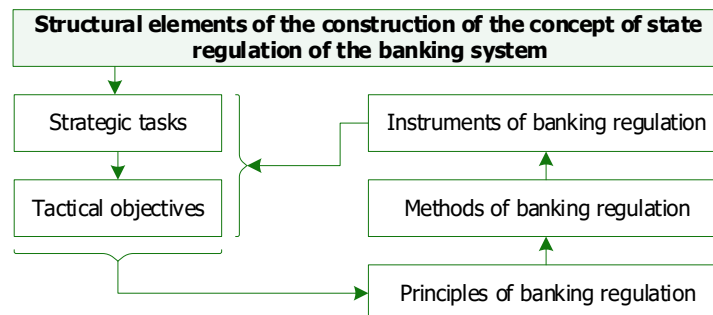 Structural elements of the construction of the concept of state
regulation of the banking system
Strategic tasks
Instruments of banking regulation
Tactical objectives
Methods of banking regulation
Principles of banking regulation